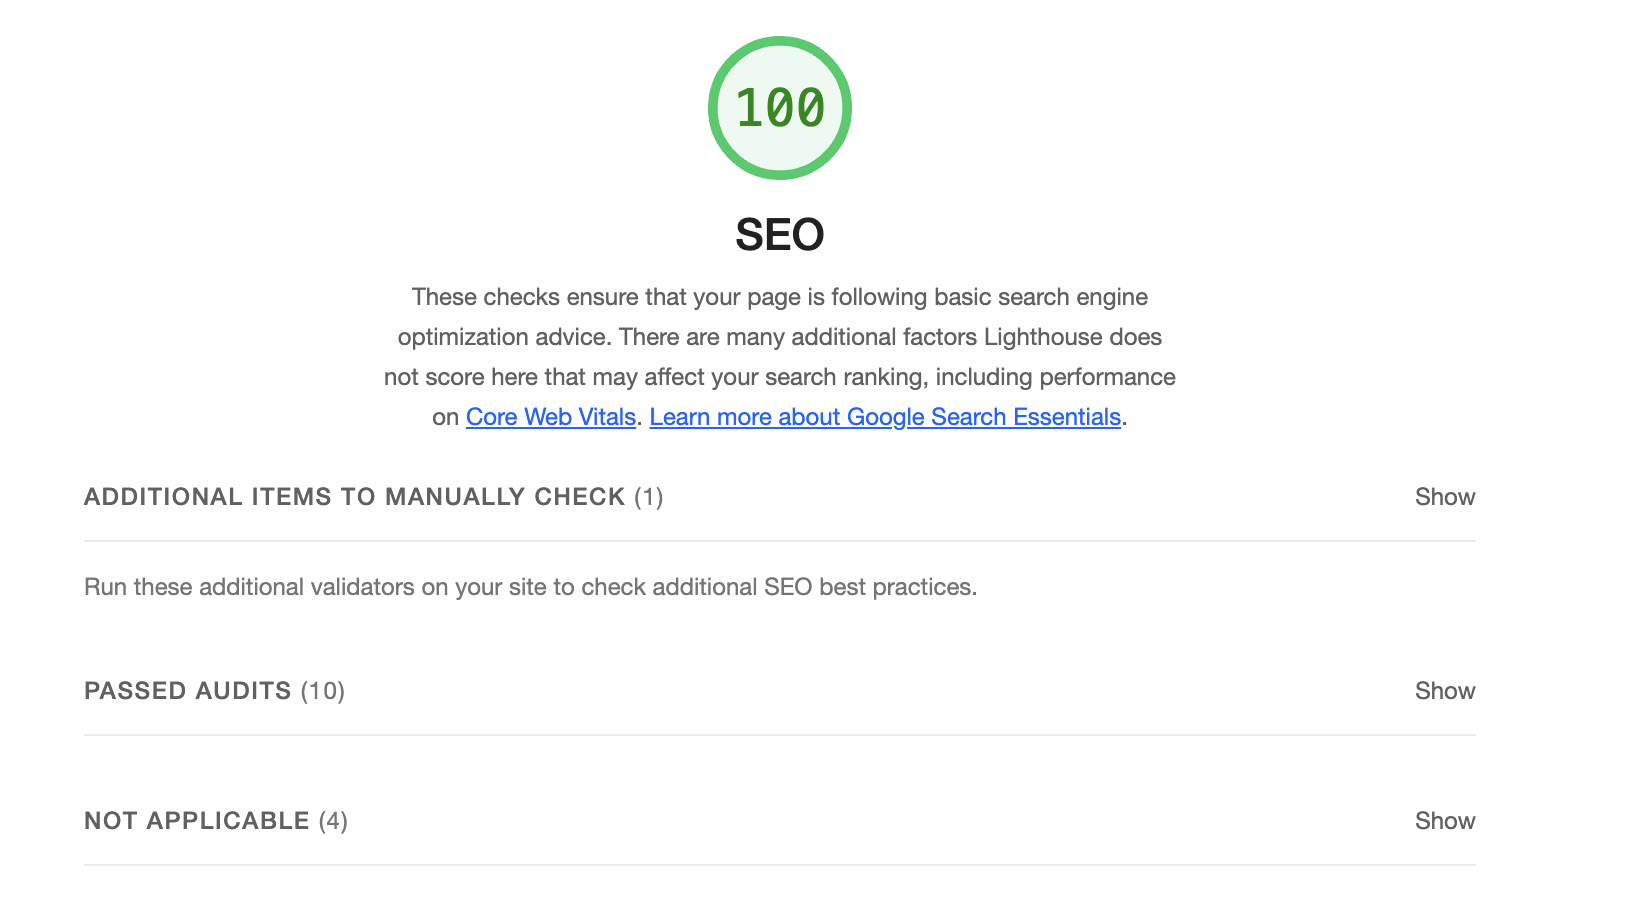 100
SEO
These checks ensure that your page is following basic search engine
optimization advice. There are many additional factors Lighthouse does
not score here that may affect your search ranking, including performance
on Core Web Vitals. Learn more about Google Search Essentials.
ADDITIONAL ITEMS TO MANUALLY CHECK (1) Show
Run these additional validators on your site to check additional SEO best practices.
PASSED AUDITS (10) Show
NOT APPLICABLE (4) Show